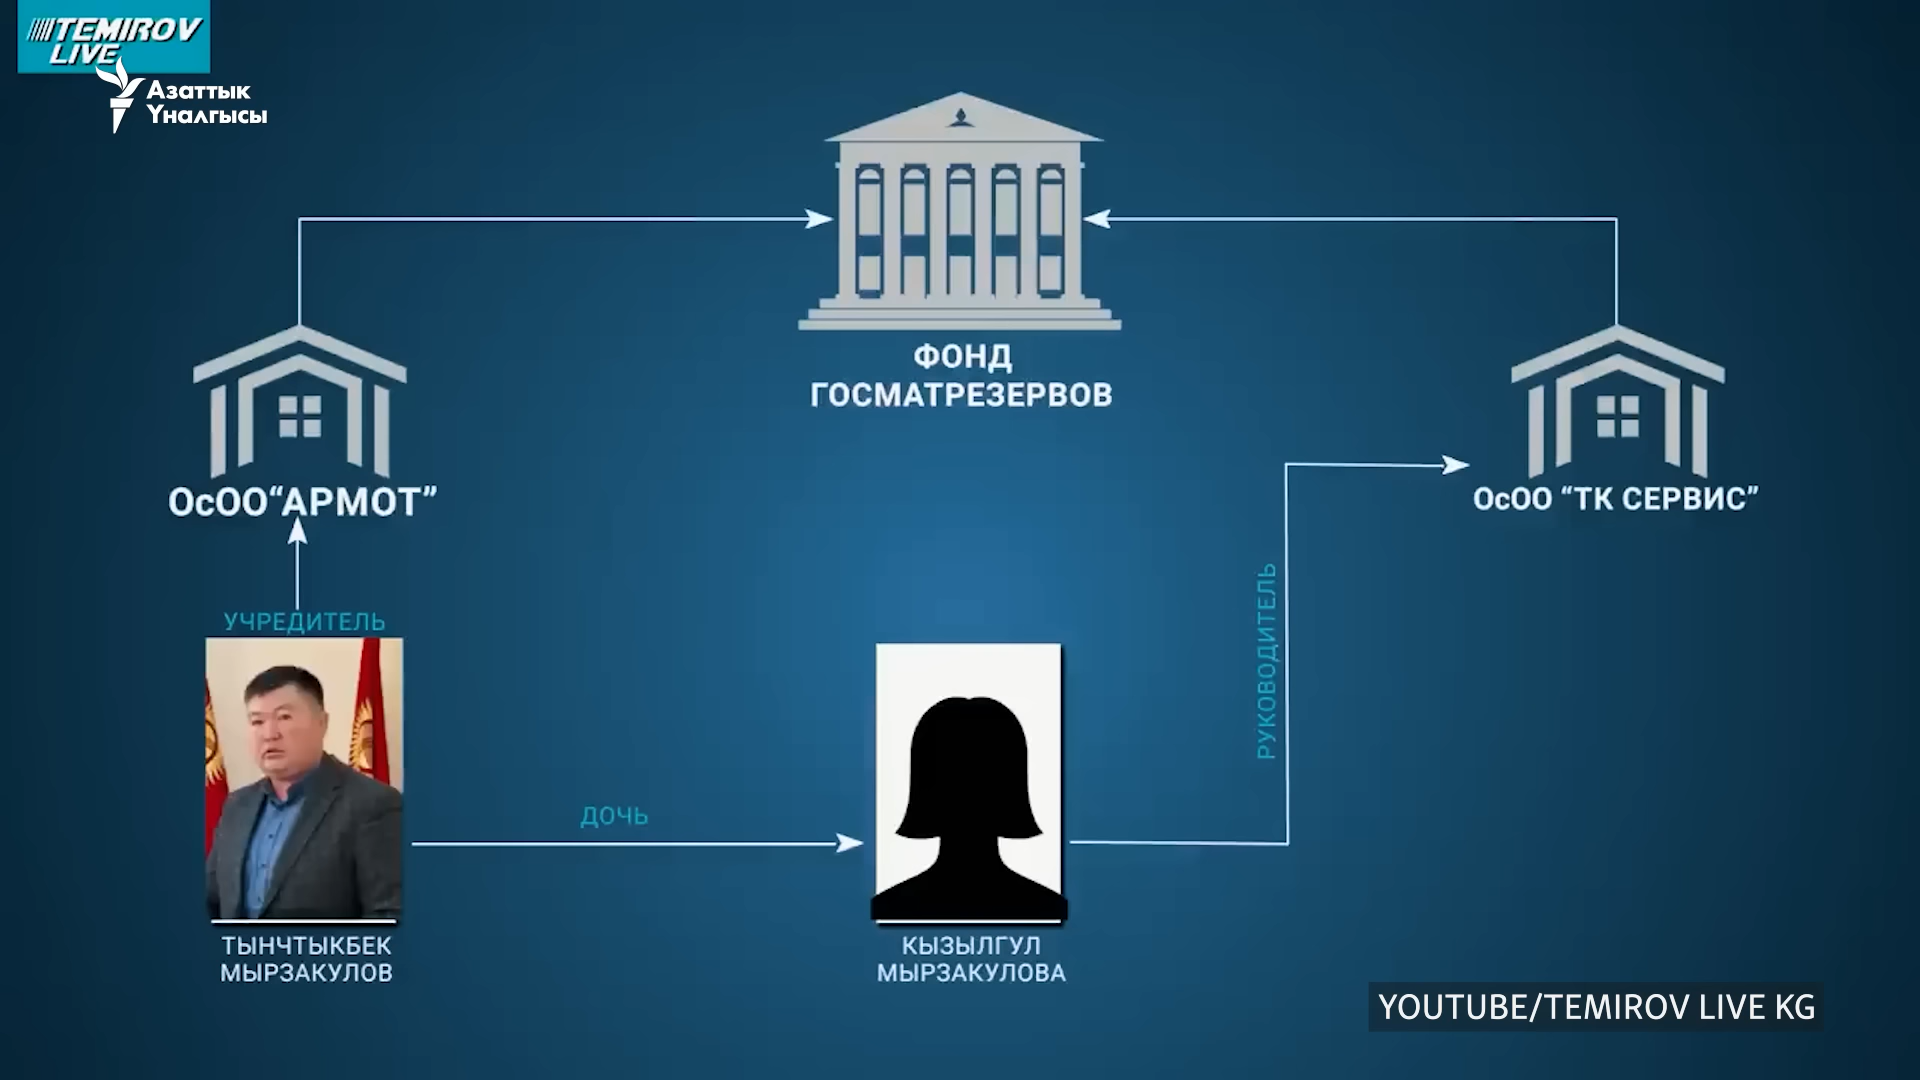 TEMIROV
LIVE
Азаттык
Үналгысы
ФОНД
ГОСМАТРЕЗЕРВОВ
ОсОО“АРМОТ”
ОсОО “ТК СЕРВИС”
УЧРЕДИТЕЛЬ
РУКОВОДИТЕЛЬ
ДОЧЬ
ТЫНЧТЫКБЕК
МЫРЗАКУЛОВ
КЫЗЫЛГУЛ
МЫРЗАКУЛОВА
YOUTUBE/TEMIROV LIVE KG